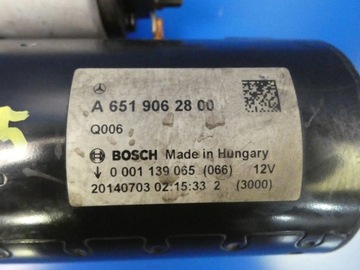 A 651 906 28 00
Q006
BOSCH Made in Hungary
↓ 0 001 139 065 (066) 12V
20140703 02:15:33 2 (3000)